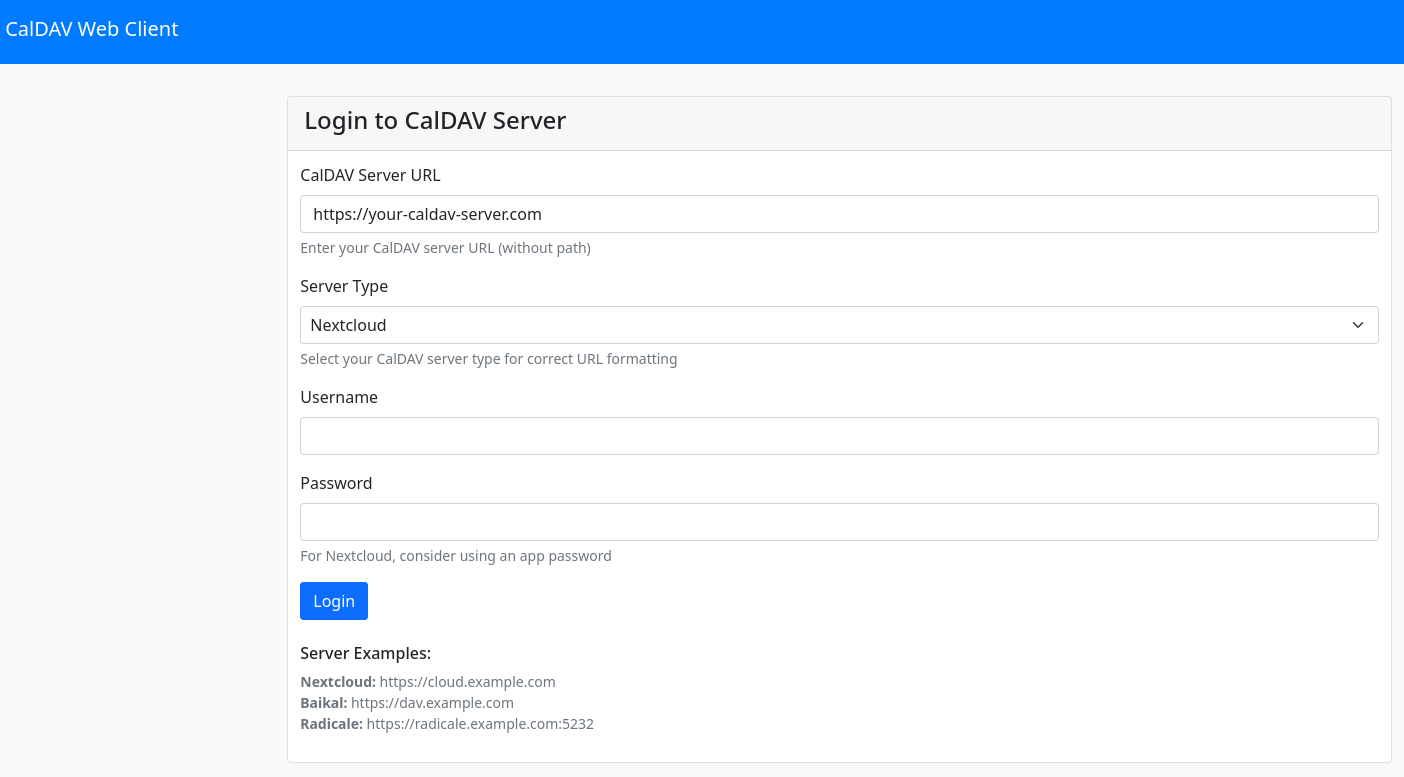 CalDAV Web Client
Login to CalDAV Server
CalDAV Server URL
https://your-caldav-server.com
Enter your CalDAV server URL (without path)
Server Type
Nextcloud
Select your CalDAV server type for correct URL formatting
Username
Password
For Nextcloud, consider using an app password
Login
Server Examples:
Nextcloud: https://cloud.example.com
Baikal: https://dav.example.com
Radicale: https://radicale.example.com:5232